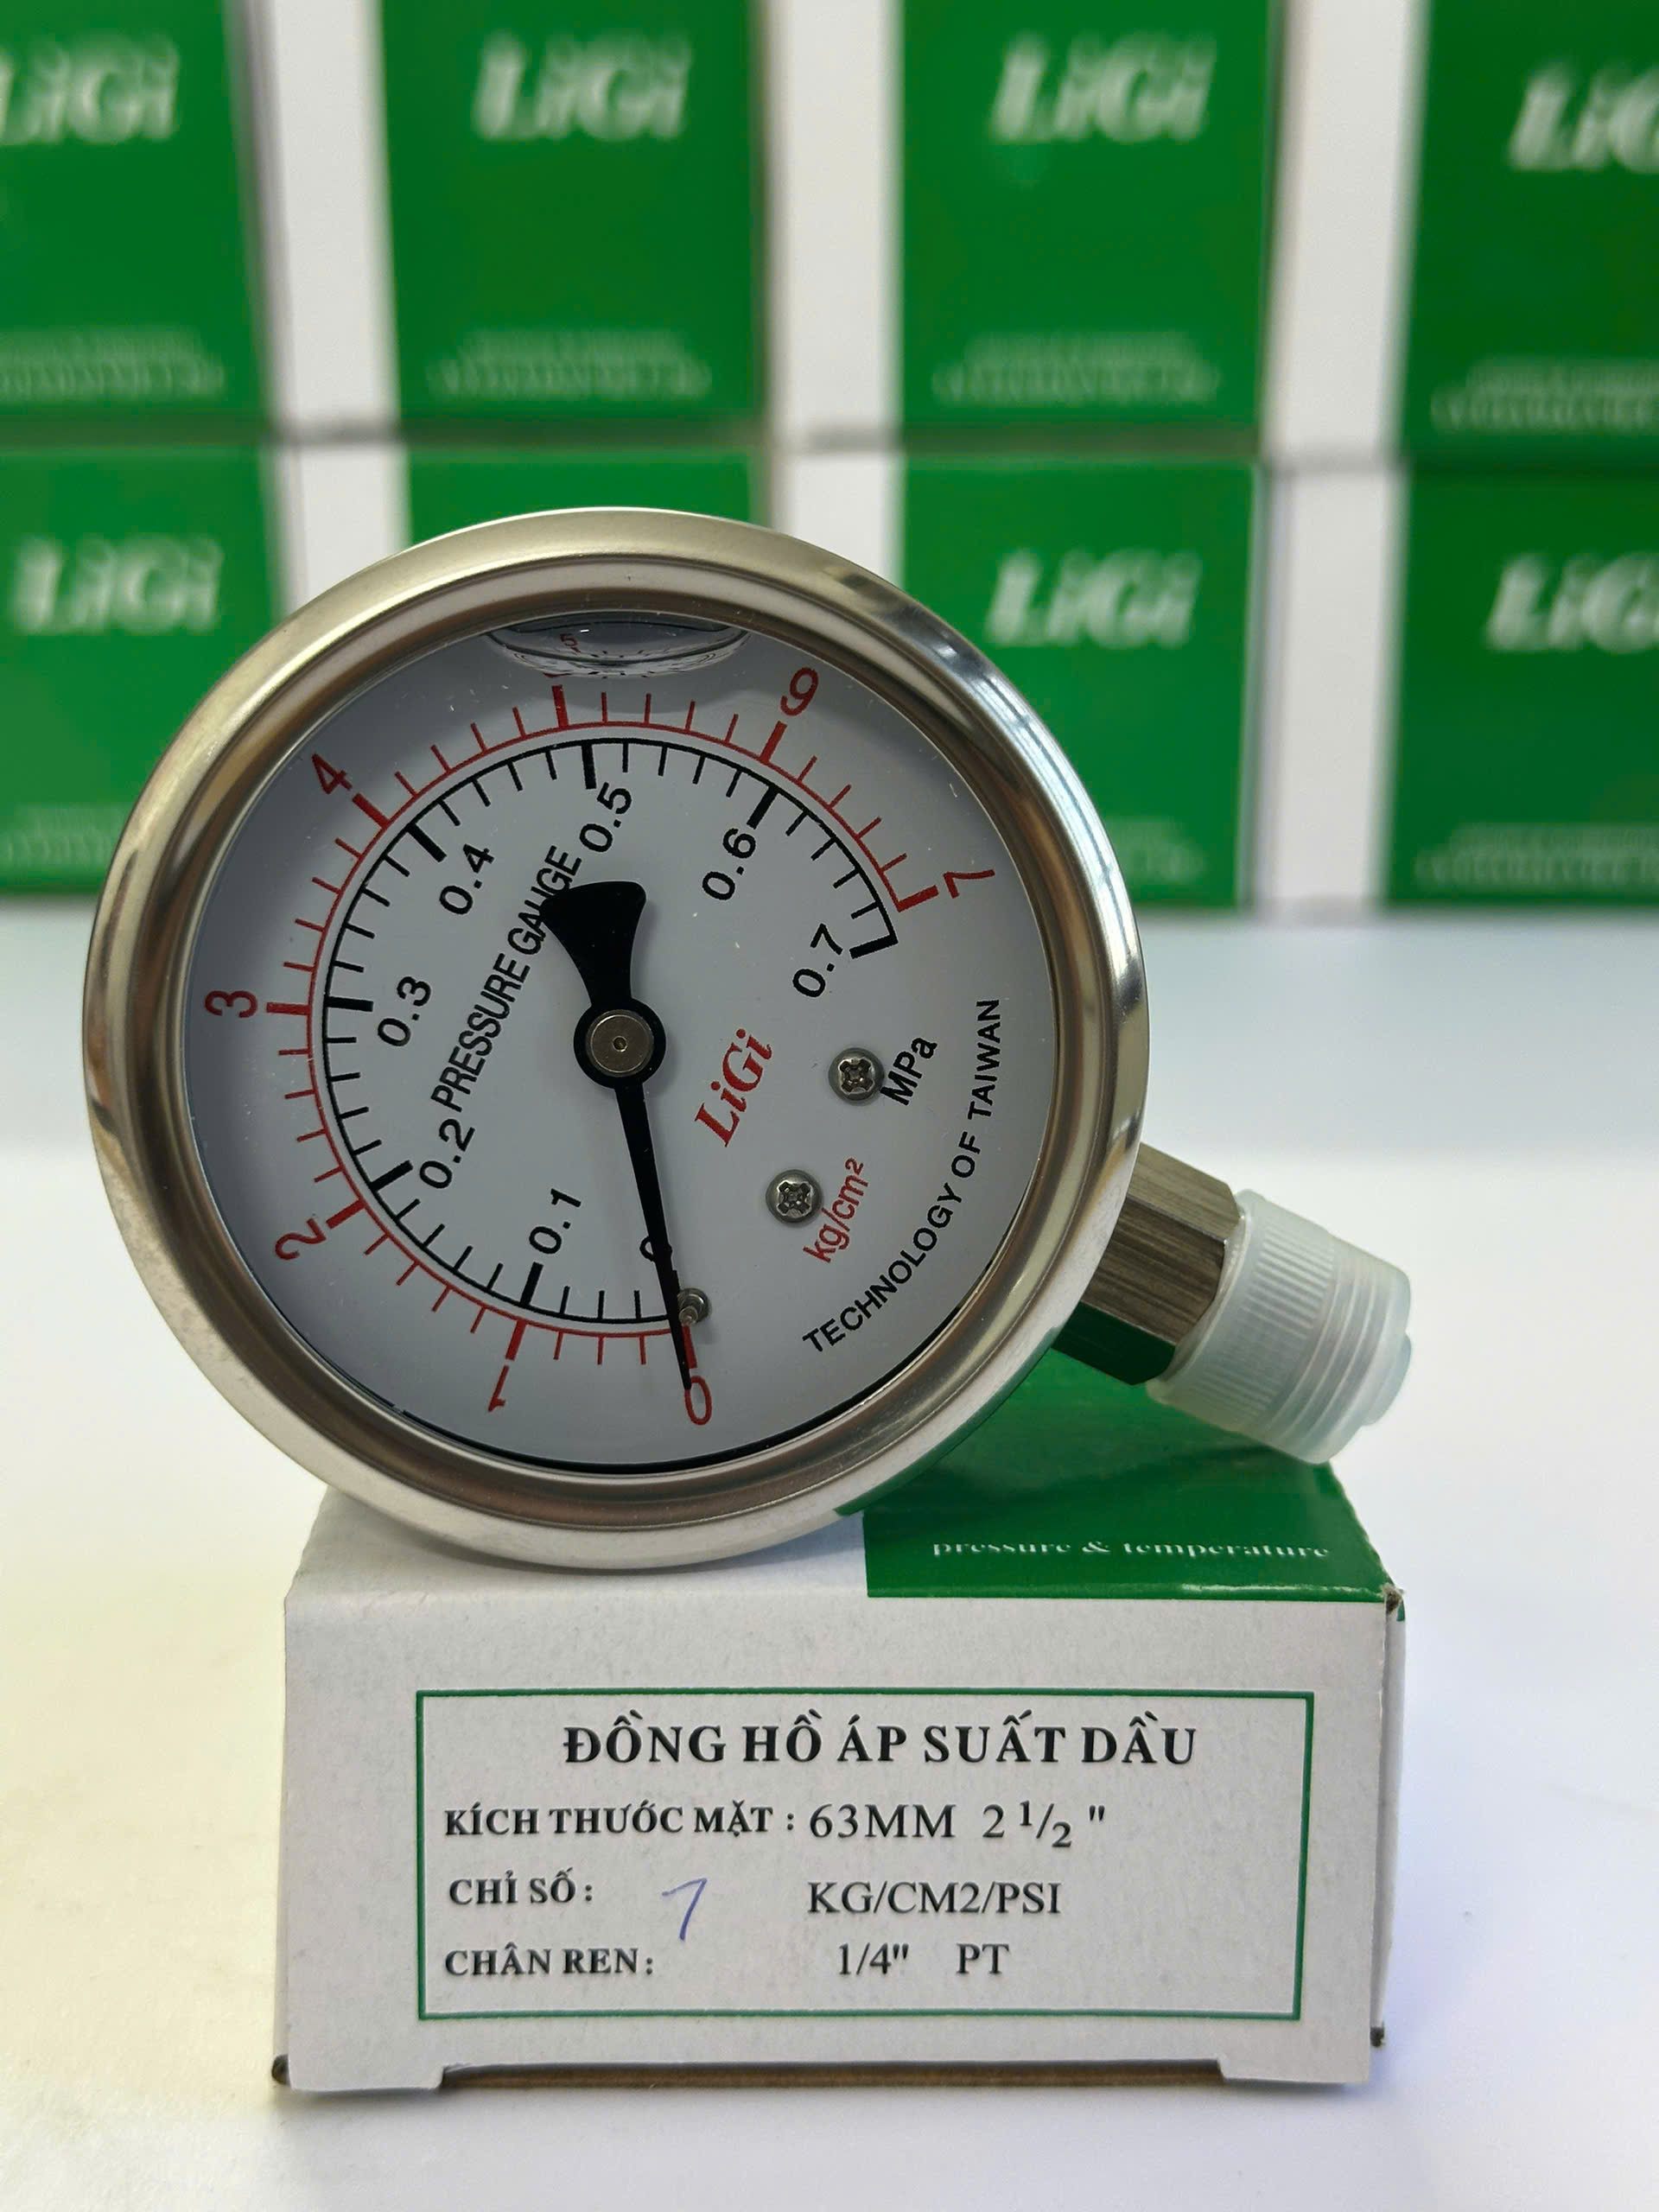 LiGi
LiGi
LiGi
LiGi
LiGi
LiGi
LiGi
5
6
4
7
3
2
1
0
0.5
0.4
0.6
0.3
0.7
0.2
0.1
0
PRESSURE GAUGE
LiGi
MPa
kg/cm²
TECHNOLOGY OF TAIWAN
pressure & temperature
ĐỒNG HỒ ÁP SUẤT DẦU
KÍCH THƯỚC MẶT : 63MM 2 1/2 "
CHỈ SỐ: 7 KG/CM2/PSI
CHÂN REN: 1/4" PT